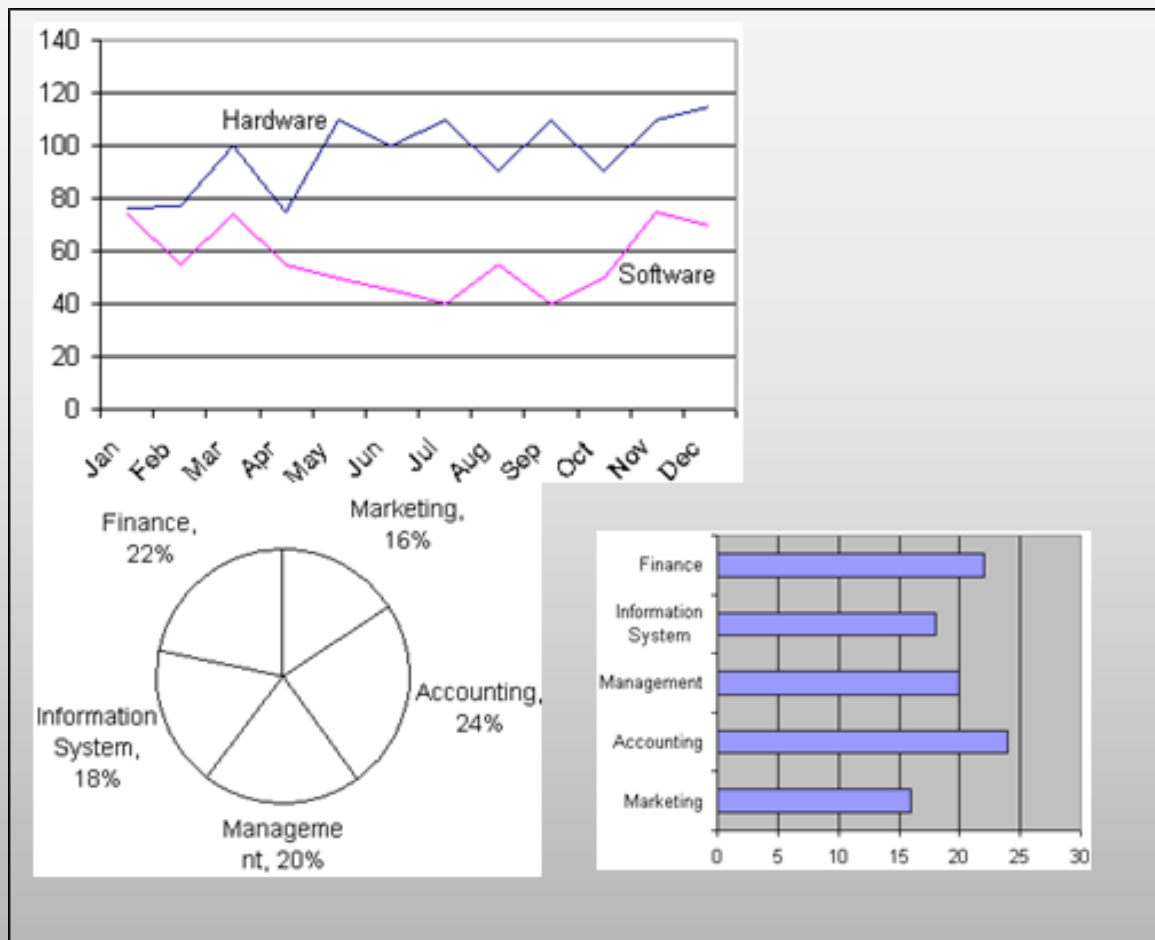 140
120
100
80
60
40
20
0
Hardware
Software
Jan
Feb
Mar
Apr
May
Jun
Jul
Aug
Sep
Oct
Nov
Dec
Finance,
22%
Marketing,
16%
Accounting,
24%
Information
System,
18%
Manageme
nt, 20%
Finance
Information
System
Management
Accounting
Marketing
0 5 10 15 20 25 30